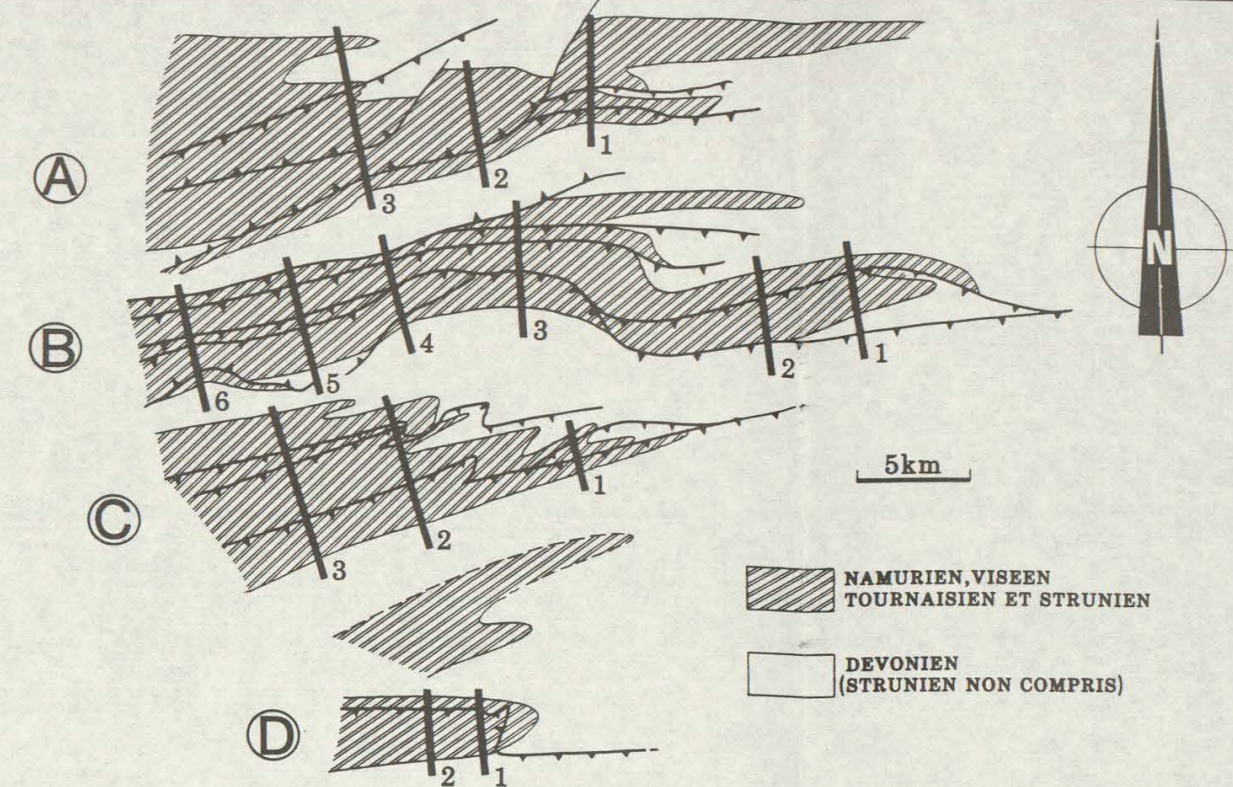 A
1
2
3
B
1
2
3
4
5
6
C
1
2
3
D
1
2
N
5km
NAMURIEN,VISEEN
TOURNAISIEN ET STRUNIEN
DEVONIEN
(STRUNIEN NON COMPRIS)